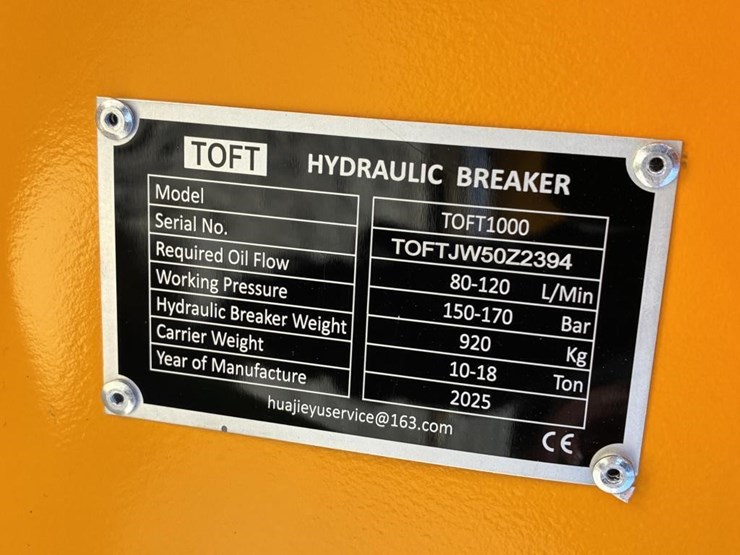 TOFT HYDRAULIC BREAKER
Model TOFT1000
Serial No. TOFTJW50Z2394
Required Oil Flow 80-120 L/Min
Working Pressure 150-170 Bar
Hydraulic Breaker Weight 920 Kg
Carrier Weight 10-18 Ton
Year of Manufacture 2025
huajieyuservice@163.com CE